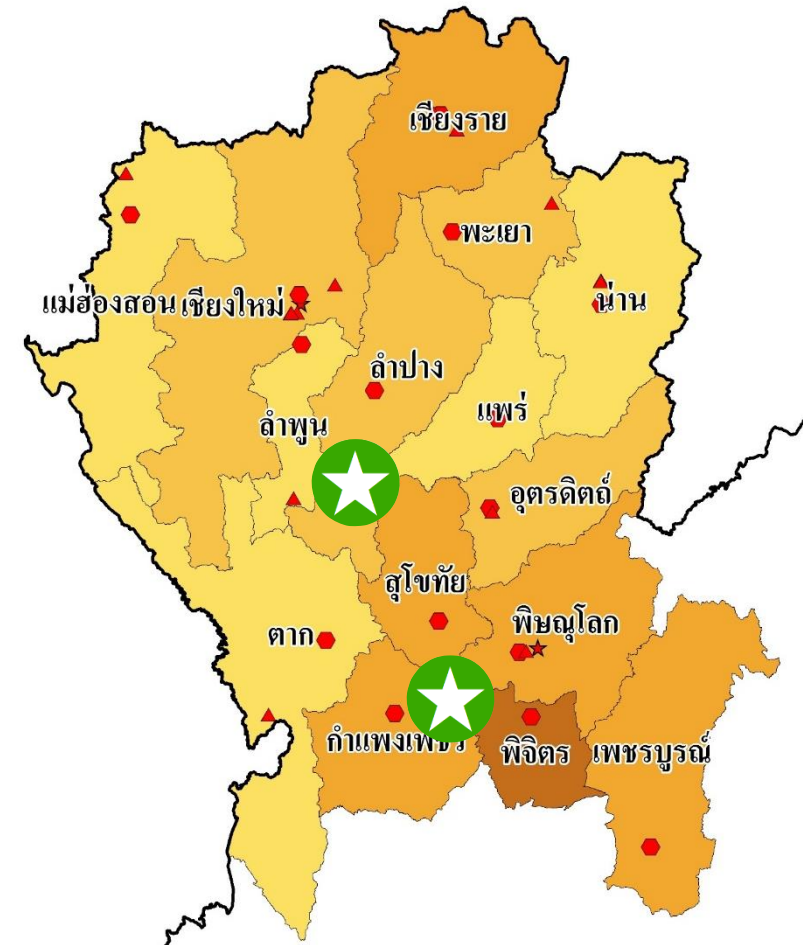 เชียงราย
พะเยา
น่าน
แม่ฮ่องสอน
เชียงใหม่
ลำปาง
แพร่
ลำพูน
อุตรดิตถ์
สุโขทัย
พิษณุโลก
ตาก
กำแพงเพชร
พิจิตร
เพชรบูรณ์